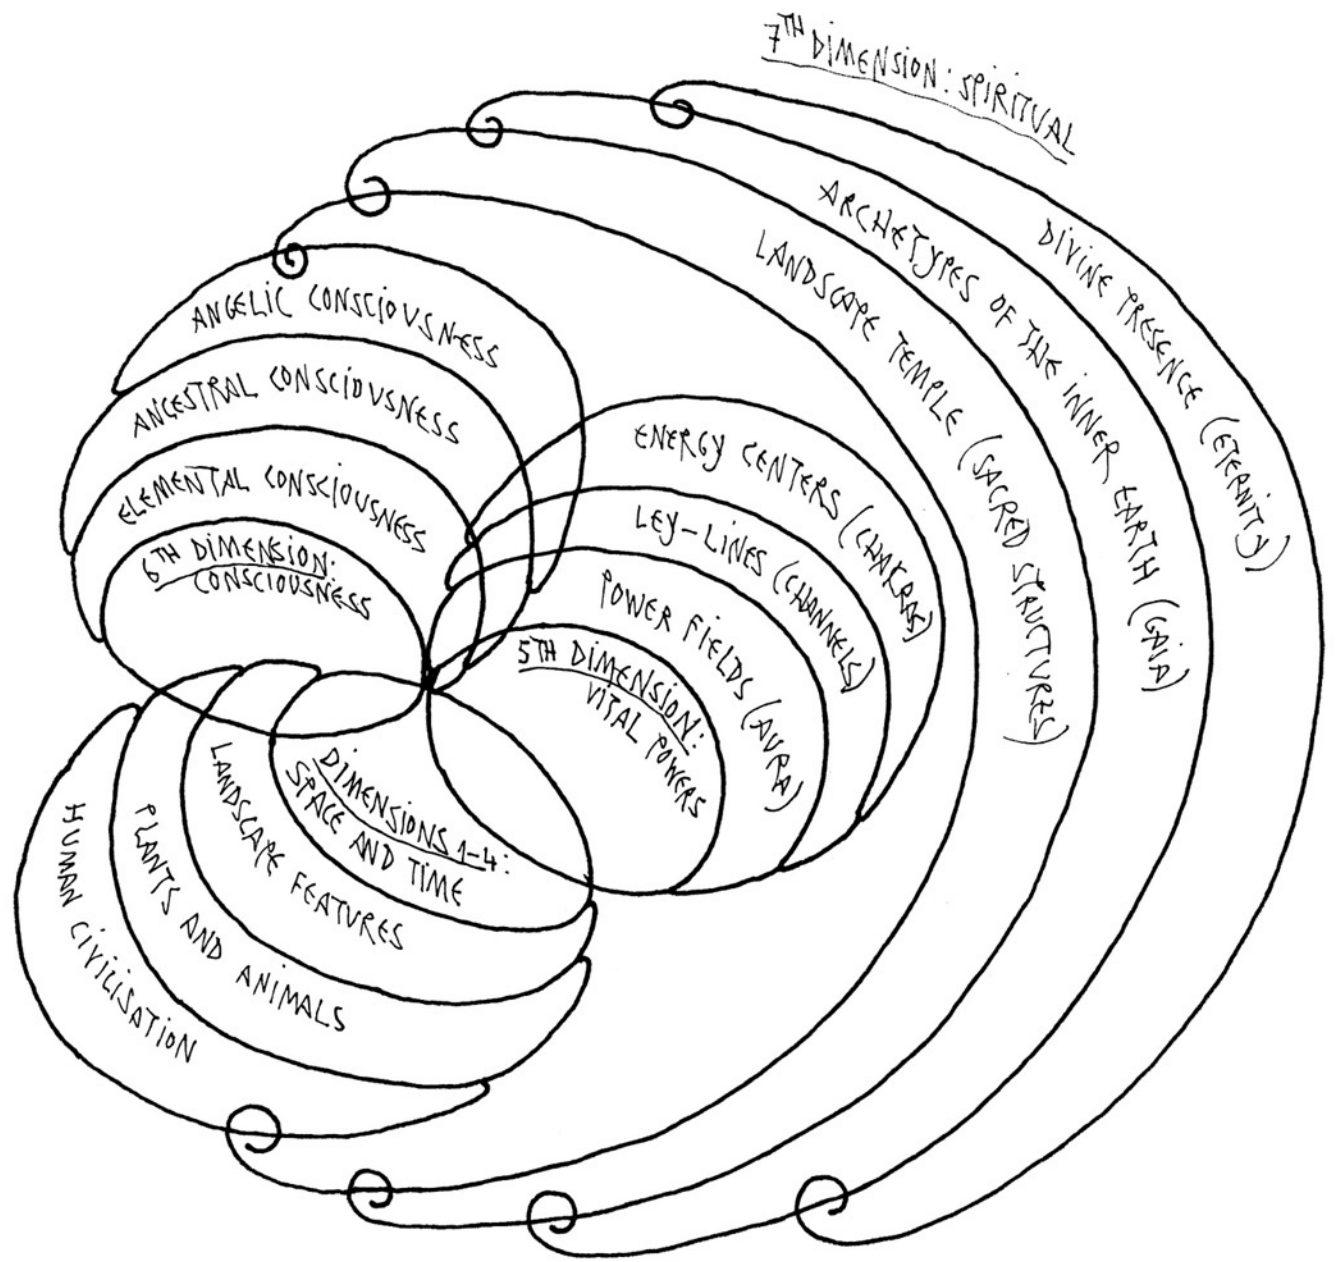 7TH DIMENSION: SPIRITUAL
DIVINE PRESENCE (ETERNITY)
ARCHETYPES OF THE INNER EARTH (GAIA)
LANDSCAPE TEMPLE (SACRED STRUCTURES)
ANGELIC CONSCIOUSNESS
ANCESTRAL CONSCIOUSNESS
ELEMENTAL CONSCIOUSNESS
6TH DIMENSION:
CONSCIOUSNESS
ENERGY CENTERS (CHAKRAS)
LEY-LINES (CHANNELS)
POWER FIELDS (AURA)
5TH DIMENSION:
VITAL POWERS
DIMENSIONS 1-4:
SPACE AND TIME
LANDSCAPE FEATURES
PLANTS AND ANIMALS
HUMAN CIVILISATION